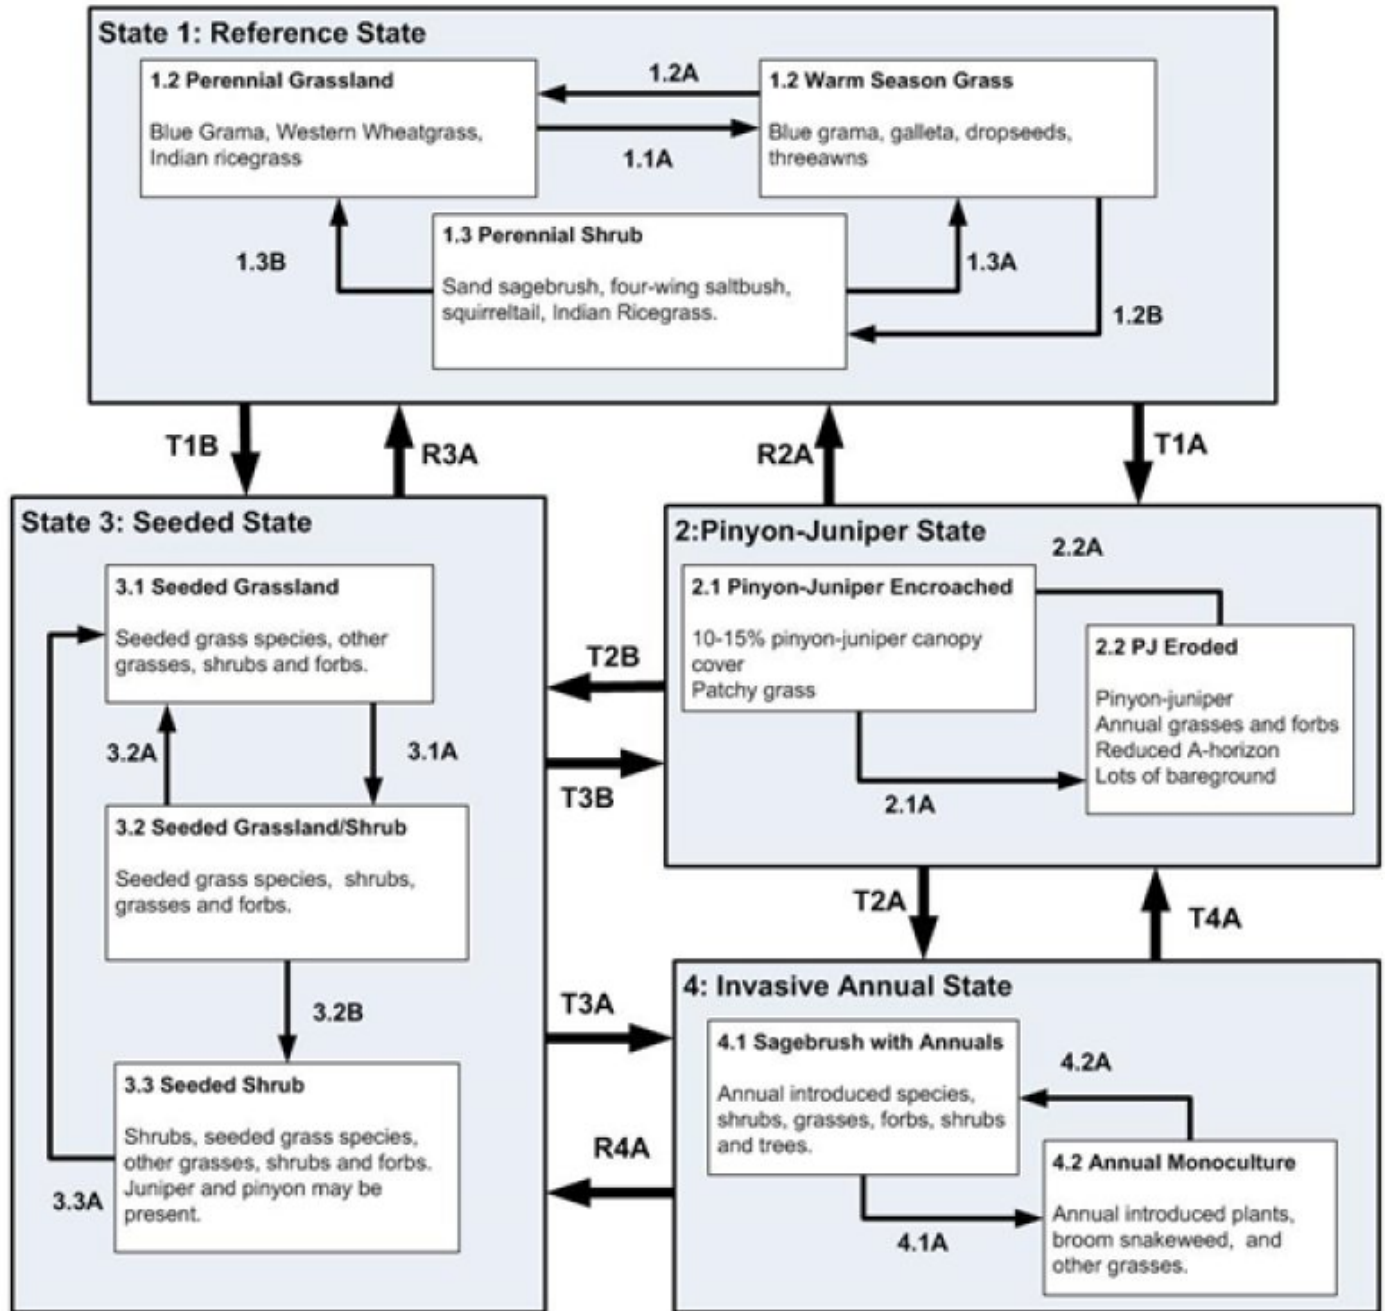 State 1: Reference State
1.2 Perennial Grassland
Blue Grama, Western Wheatgrass,
Indian ricegrass
1.2A
1.1A
1.2 Warm Season Grass
Blue grama, galleta, dropseeds,
threeawns
1.3B
1.3 Perennial Shrub
Sand sagebrush, four-wing saltbush,
squirreltail, Indian Ricegrass.
1.3A
1.2B
T1B
R3A
R2A
T1A
State 3: Seeded State
3.1 Seeded Grassland
Seeded grass species, other
grasses, shrubs and forbs.
3.2A
3.1A
3.2 Seeded Grassland/Shrub
Seeded grass species, shrubs,
grasses and forbs.
3.2B
3.3 Seeded Shrub
Shrubs, seeded grass species,
other grasses, shrubs and forbs.
Juniper and pinyon may be
present.
3.3A
T2B
T3B
2:Pinyon-Juniper State
2.2A
2.1 Pinyon-Juniper Encroached
10-15% pinyon-juniper canopy
cover
Patchy grass
2.2 PJ Eroded
Pinyon-juniper
Annual grasses and forbs
Reduced A-horizon
Lots of bareground
2.1A
T2A
T4A
T3A
R4A
4: Invasive Annual State
4.1 Sagebrush with Annuals
Annual introduced species,
shrubs, grasses, forbs, shrubs
and trees.
4.2A
4.1A
4.2 Annual Monoculture
Annual introduced plants,
broom snakeweed, and
other grasses.